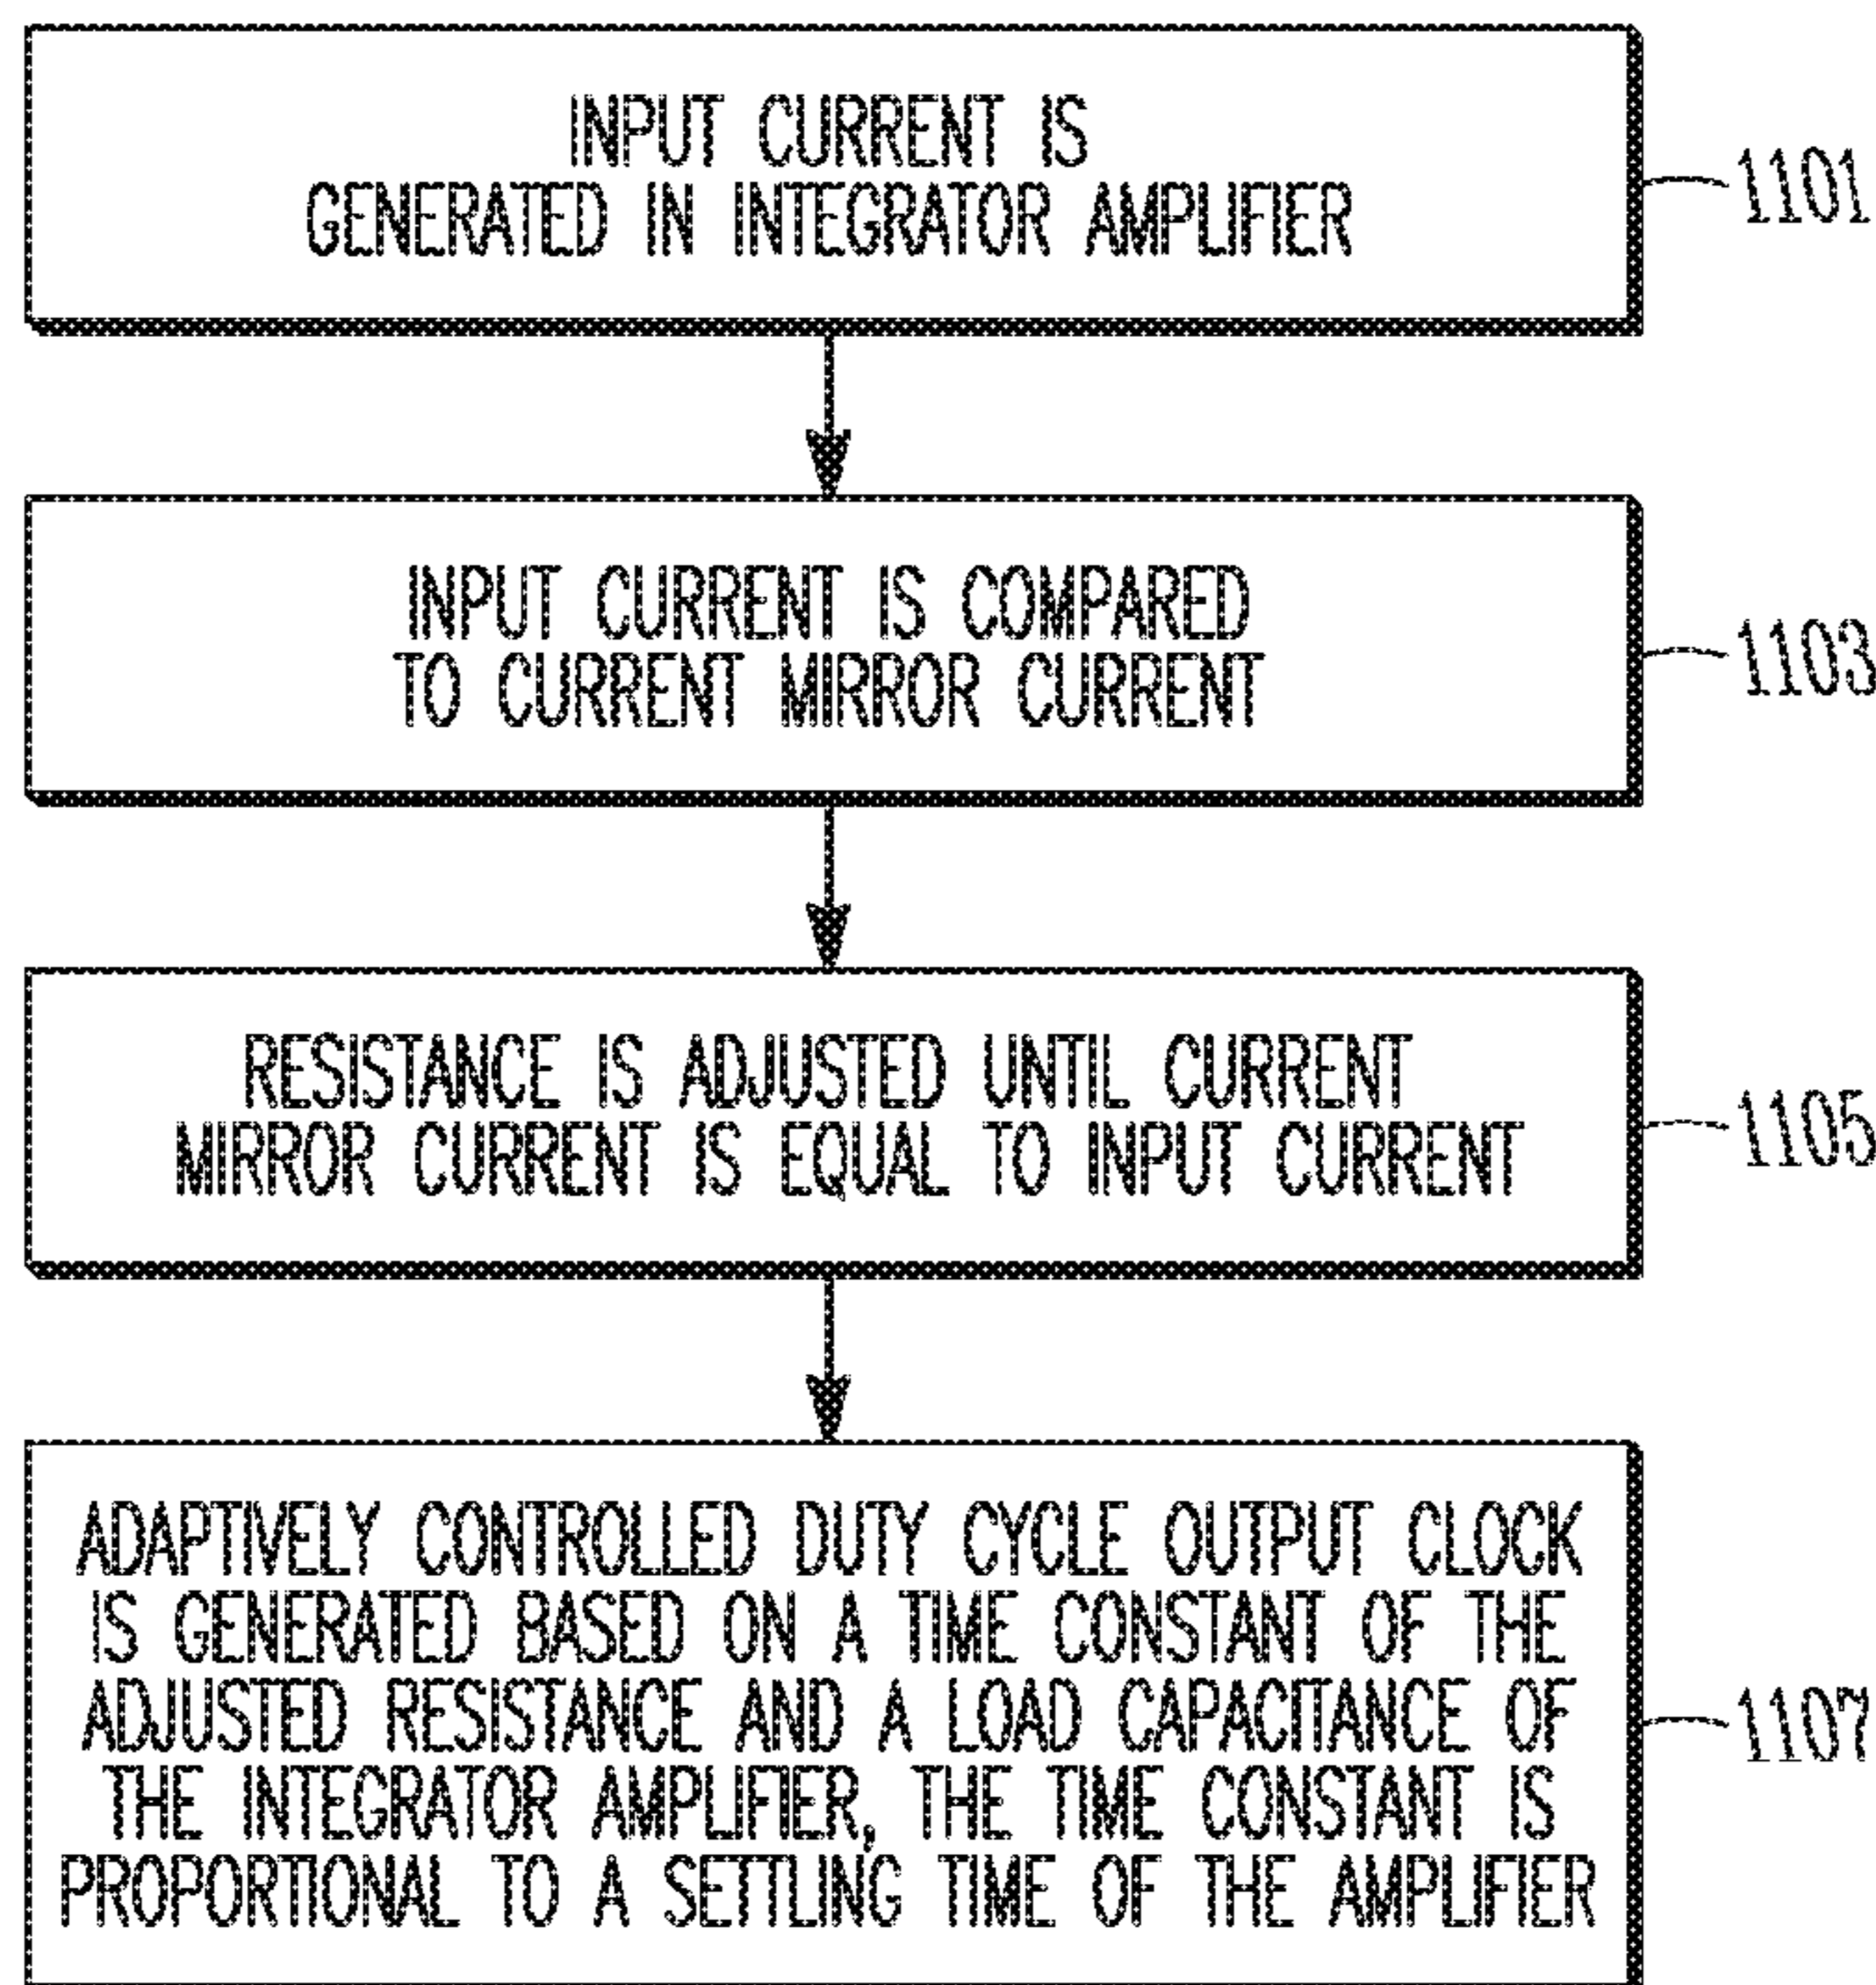 INPUT CURRENT IS
GENERATED IN INTEGRATOR AMPLIFIER
1101
INPUT CURRENT IS COMPARED
TO CURRENT MIRROR CURRENT
1103
RESISTANCE IS ADJUSTED UNTIL CURRENT
MIRROR CURRENT IS EQUAL TO INPUT CURRENT
1105
ADAPTIVELY CONTROLLED DUTY CYCLE OUTPUT CLOCK
IS GENERATED BASED ON A TIME CONSTANT OF THE
ADJUSTED RESISTANCE AND A LOAD CAPACITANCE OF
THE INTEGRATOR AMPLIFIER, THE TIME CONSTANT IS
PROPORTIONAL TO A SETTLING TIME OF THE AMPLIFIER
1107